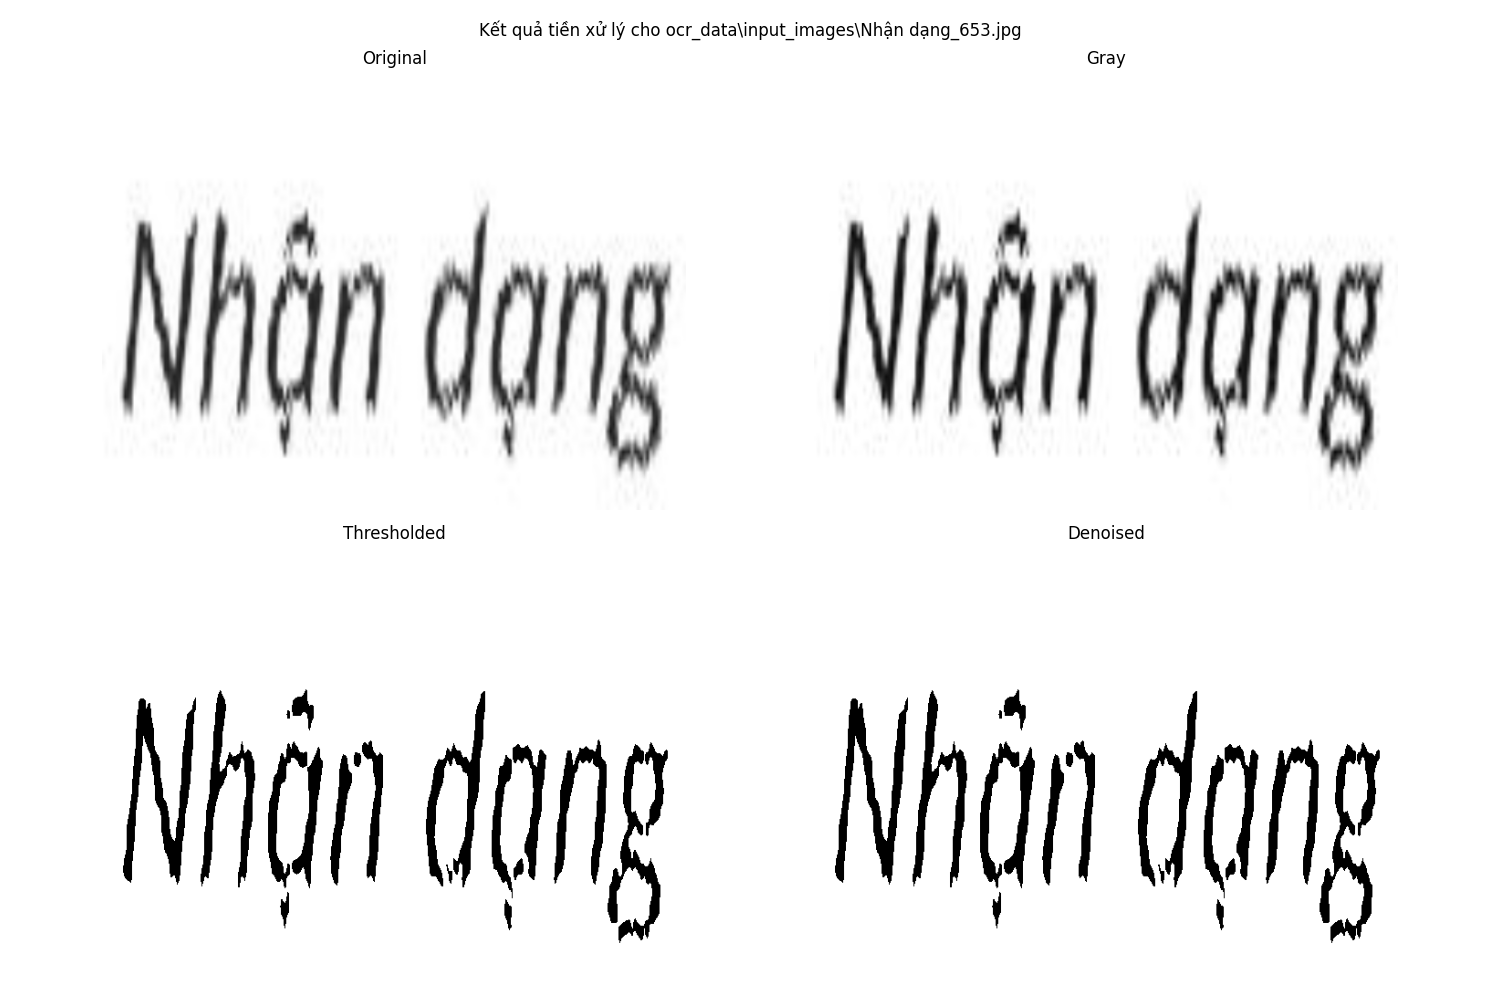 Kết quả tiền xử lý cho ocr_data\input_images\Nhận dạng_653.jpg
Original
Gray
Nhận dạng
Nhận dạng
Thresholded
Denoised
Nhận dạng
Nhận dạng